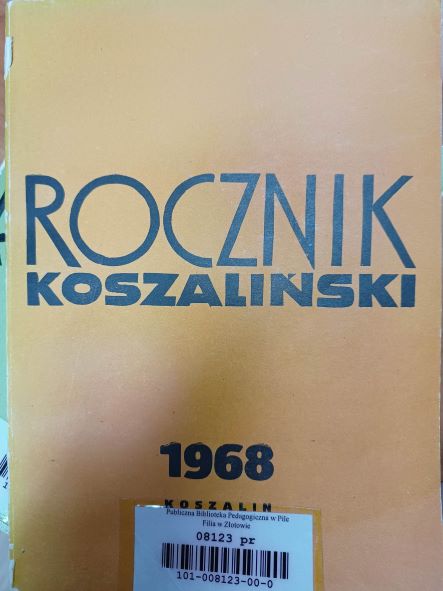 ROCZNIK
KOSZALIŃSKI
1968
KOSZALIN
Publiczna Biblioteka Pedagogiczna w Pile
Filia w Złotowie
08123 pr
101-008123-00-0